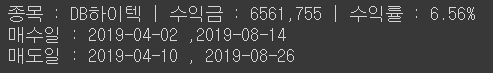 종목 : DB하이텍 | 수익금 : 6561,755 | 수익률 : 6.56%
매수일 : 2019-04-02 ,2019-08-14
매도일 : 2019-04-10 , 2019-08-26